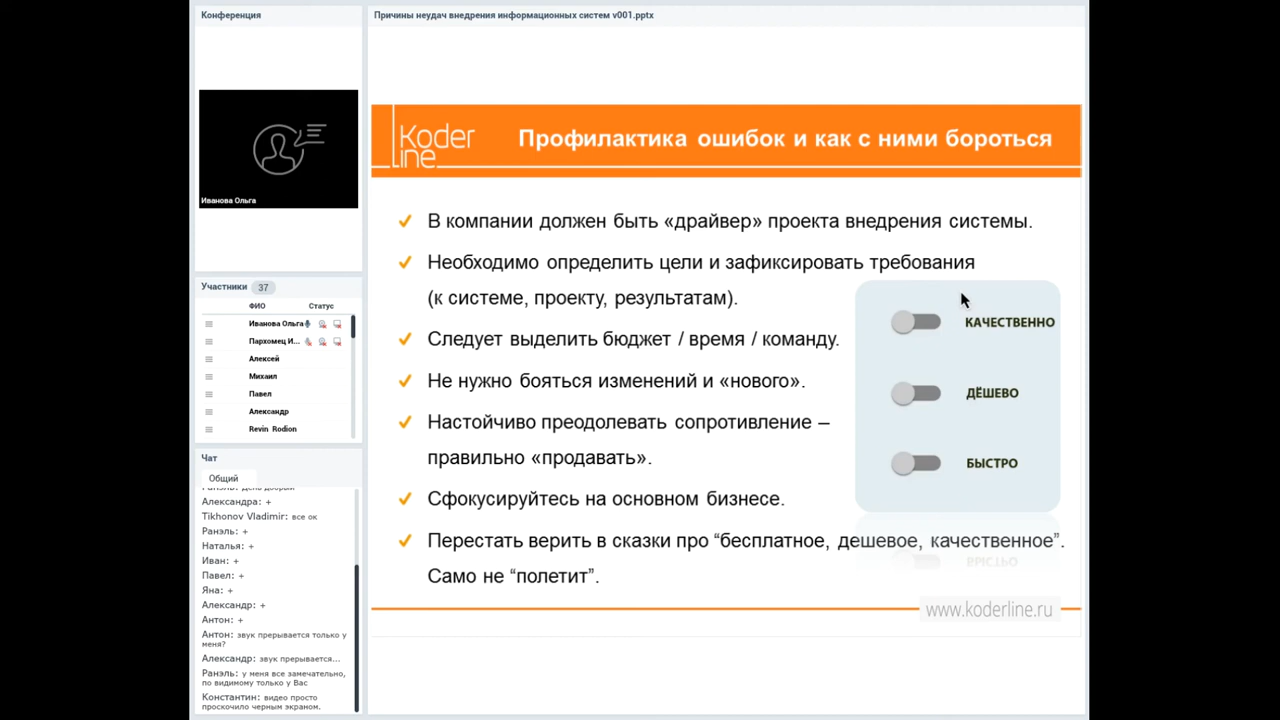 Конференция
Иванова Ольга
Участники 37
ФИО Статус
Иванова Ольга
Пархомец И...
Алексей
Михаил
Павел
Александр
Revin Rodion
Чат
Общий
Ранэль: день добрый
Александра: +
Tikhonov Vladimir: все ок
Ранэль: +
Наталья: +
Иван: +
Павел: +
Яна: +
Александр: +
Антон: +
Антон: звук прерывается только у
меня?
Александр: звук прерывается...
Ранэль: у меня все замечательно,
по видимому только у Вас
Константин: видео просто
проскочило черным экраном.
Причины неудач внедрения информационных систем v001.pptx
Koder
line
Профилактика ошибок и как с ними бороться
В компании должен быть «драйвер» проекта внедрения системы.
Необходимо определить цели и зафиксировать требования
(к системе, проекту, результатам).
Следует выделить бюджет / время / команду.
Не нужно бояться изменений и «нового».
Настойчиво преодолевать сопротивление –
правильно «продавать».
Сфокусируйтесь на основном бизнесе.
Перестать верить в сказки про “бесплатное, дешевое, качественное”.
Само не “полетит”.
КАЧЕСТВЕННО
ДЁШЕВО
БЫСТРО
www.koderline.ru